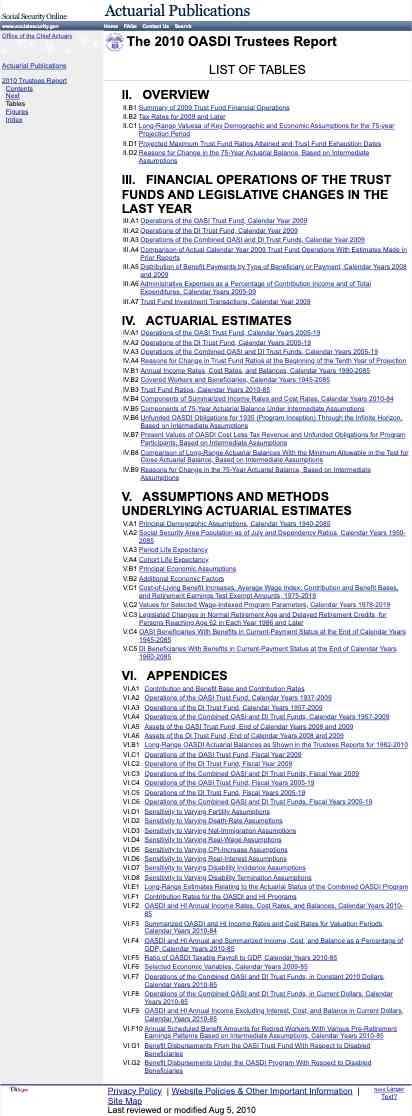 Social Security Online
Actuarial Publications
www.socialsecurity.gov
Home FAQs Contact Us Search
Office of the Chief Actuary
The 2010 OASDI Trustees Report
Actuarial Publications
2010 Trustees Report
Contents
Next
Tables
Figures
Index
LIST OF TABLES
II. OVERVIEW
II.B1 Summary of 2009 Trust Fund Financial Operations
II.B2 Tax Rates for 2009 and Later
II.C1 Long-Range Values of Key Demographic and Economic Assumptions for the 75-year
Projection Period
II.D1 Projected Maximum Trust Fund Ratios Attained and Trust Fund Exhaustion Dates
II.D2 Reasons for Change in the 75-Year Actuarial Balance, Based on Intermediate
Assumptions
III. FINANCIAL OPERATIONS OF THE TRUST
FUNDS AND LEGISLATIVE CHANGES IN THE
LAST YEAR
III.A1 Operations of the OASI Trust Fund, Calendar Year 2009
III.A2 Operations of the DI Trust Fund, Calendar Year 2009
III.A3 Operations of the Combined OASI and DI Trust Funds, Calendar Year 2009
III.A4 Comparison of Actual Calendar Year 2009 Trust Fund Operations With Estimates Made in
Prior Reports
III.A5 Distribution of Benefit Payments by Type of Beneficiary or Payment, Calendar Years 2008
and 2009
III.A6 Administrative Expenses as a Percentage of Contribution Income and of Total
Expenditures, Calendar Years 2005-09
III.A7 Trust Fund Investment Transactions, Calendar Year 2009
IV. ACTUARIAL ESTIMATES
IV.A1 Operations of the OASI Trust Fund, Calendar Years 2005-19
IV.A2 Operations of the DI Trust Fund, Calendar Years 2005-19
IV.A3 Operations of the Combined OASI and DI Trust Funds, Calendar Years 2005-19
IV.A4 Reasons for Change in Trust Fund Ratios at the Beginning of the Tenth Year of Projection
IV.B1 Annual Income Rates, Cost Rates, and Balances, Calendar Years 1990-2085
IV.B2 Covered Workers and Beneficiaries, Calendar Years 1945-2085
IV.B3 Trust Fund Ratios, Calendar Years 2010-85
IV.B4 Components of Summarized Income Rates and Cost Rates, Calendar Years 2010-84
IV.B5 Components of 75-Year Actuarial Balance Under Intermediate Assumptions
IV.B6 Unfunded OASDI Obligations for 1935 (Program Inception) Through the Infinite Horizon,
Based on Intermediate Assumptions
IV.B7 Present Values of OASDI Cost Less Tax Revenue and Unfunded Obligations for Program
Participants, Based on Intermediate Assumptions
IV.B8 Comparison of Long-Range Actuarial Balances With the Minimum Allowable in the Test for
Close Actuarial Balance, Based on Intermediate Assumptions
IV.B9 Reasons for Change in the 75-Year Actuarial Balance, Based on Intermediate
Assumptions
V. ASSUMPTIONS AND METHODS
UNDERLYING ACTUARIAL ESTIMATES
V.A1 Principal Demographic Assumptions, Calendar Years 1940-2085
V.A2 Social Security Area Population as of July and Dependency Ratios, Calendar Years 1950-
2085
V.A3 Period Life Expectancy
V.A4 Cohort Life Expectancy
V.B1 Principal Economic Assumptions
V.B2 Additional Economic Factors
V.C1 Cost-of-Living Benefit Increases, Average Wage Index, Contribution and Benefit Bases,
and Retirement Earnings Test Exempt Amounts, 1975-2019
V.C2 Values for Selected Wage-Indexed Program Parameters, Calendar Years 1978-2019
V.C3 Legislated Changes in Normal Retirement Age and Delayed Retirement Credits, for
Persons Reaching Age 62 in Each Year 1986 and Later
V.C4 OASI Beneficiaries With Benefits in Current-Payment Status at the End of Calendar Years
1945-2085
V.C5 DI Beneficiaries With Benefits in Current-Payment Status at the End of Calendar Years
1960-2085
VI. APPENDICES
VI.A1 Contribution and Benefit Base and Contribution Rates
VI.A2 Operations of the OASI Trust Fund, Calendar Years 1937-2009
VI.A3 Operations of the DI Trust Fund, Calendar Years 1957-2009
VI.A4 Operations of the Combined OASI and DI Trust Funds, Calendar Years 1957-2009
VI.A5 Assets of the OASI Trust Fund, End of Calendar Years 2008 and 2009
VI.A6 Assets of the DI Trust Fund, End of Calendar Years 2008 and 2009
VI.B1 Long-Range OASDI Actuarial Balances as Shown in the Trustees Reports for 1982-2010
VI.C1 Operations of the OASI Trust Fund, Fiscal Year 2009
VI.C2 Operations of the DI Trust Fund, Fiscal Year 2009
VI.C3 Operations of the Combined OASI and DI Trust Funds, Fiscal Year 2009
VI.C4 Operations of the OASI Trust Fund, Fiscal Years 2005-19
VI.C5 Operations of the DI Trust Fund, Fiscal Years 2005-19
VI.C6 Operations of the Combined OASI and DI Trust Funds, Fiscal Years 2005-19
VI.D1 Sensitivity to Varying Fertility Assumptions
VI.D2 Sensitivity to Varying Death-Rate Assumptions
VI.D3 Sensitivity to Varying Net-Immigration Assumptions
VI.D4 Sensitivity to Varying Real-Wage Assumptions
VI.D5 Sensitivity to Varying CPI-Increase Assumptions
VI.D6 Sensitivity to Varying Real-Interest Assumptions
VI.D7 Sensitivity to Varying Disability Incidence Assumptions
VI.D8 Sensitivity to Varying Disability Termination Assumptions
VI.E1 Long-Range Estimates Relating to the Actuarial Status of the Combined OASDI Program
VI.F1 Contribution Rates for the OASDI and HI Programs
VI.F2 OASDI and HI Annual Income Rates, Cost Rates, and Balances, Calendar Years 2010-
85
VI.F3 Summarized OASDI and HI Income Rates and Cost Rates for Valuation Periods,
Calendar Years 2010-84
VI.F4 OASDI and HI Annual and Summarized Income, Cost, and Balance as a Percentage of
GDP, Calendar Years 2010-85
VI.F5 Ratio of OASDI Taxable Payroll to GDP, Calendar Years 2010-85
VI.F6 Selected Economic Variables, Calendar Years 2009-85
VI.F7 Operations of the Combined OASI and DI Trust Funds, in Constant 2010 Dollars,
Calendar Years 2010-85
VI.F8 Operations of the Combined OASI and DI Trust Funds, in Current Dollars, Calendar
Years 2010-85
VI.F9 OASDI and HI Annual Income Excluding Interest, Cost, and Balance in Current Dollars,
Calendar Years 2010-85
VI.F10 Annual Scheduled Benefit Amounts for Retired Workers With Various Pre-Retirement
Earnings Patterns Based on Intermediate Assumptions, Calendar Years 2010-85
VI.G1 Benefit Disbursements From the OASI Trust Fund With Respect to Disabled
Beneficiaries
VI.G2 Benefit Disbursements Under the OASDI Program With Respect to Disabled
Beneficiaries
USA.gov
Privacy Policy | Website Policies & Other Important Information |
Site Map
Last reviewed or modified Aug 5, 2010
Need Larger
Text?